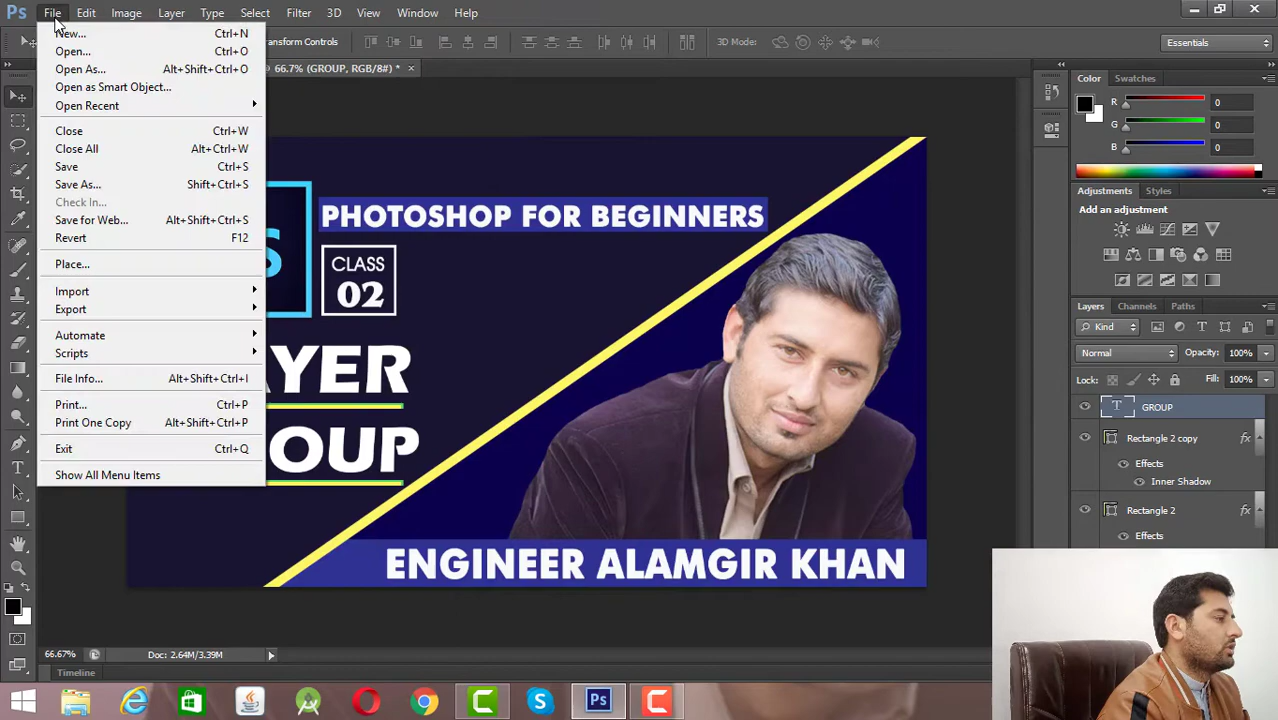 Ps File Edit Image Layer Type Select Filter 3D View Window Help
Transform Controls 3D Mode: Essentials
66.7% (GROUP, RGB/8#) * ×
New... Ctrl+N
Open... Ctrl+O
Open As... Alt+Shift+Ctrl+O
Open as Smart Object...
Open Recent
Close Ctrl+W
Close All Alt+Ctrl+W
Save Ctrl+S
Save As... Shift+Ctrl+S
Check In...
Save for Web... Alt+Shift+Ctrl+S
Revert F12
Place...
Import
Export
Automate
Scripts
File Info... Alt+Shift+Ctrl+I
Print... Ctrl+P
Print One Copy Alt+Shift+Ctrl+P
Exit Ctrl+Q
Show All Menu Items
PHOTOSHOP FOR BEGINNERS
CLASS
02
AYER
OUP
ENGINEER ALAMGIR KHAN
Color Swatches
R 0
G 0
B 0
Adjustments Styles
Add an adjustment
Layers Channels Paths
Kind
Normal Opacity: 100%
Lock: Fill: 100%
T GROUP
Rectangle 2 copy fx
Effects
Inner Shadow
Rectangle 2 fx
Effects
66.67% Doc: 2.64M/3.39M
Timeline
Ps